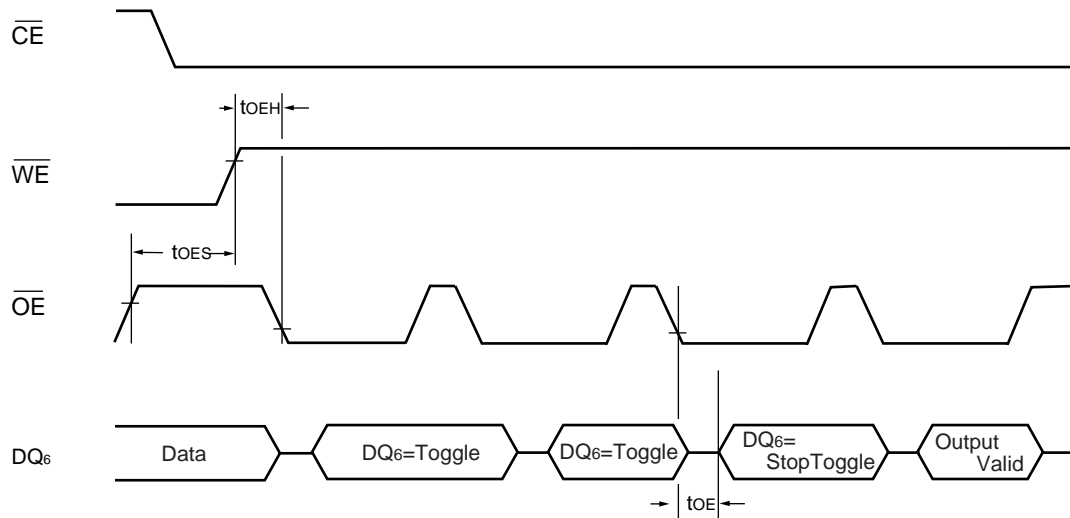 CE
tOEH
WE
tOES
OE
DQ6
Data
DQ6=Toggle
DQ6=Toggle
DQ6=
StopToggle
Output
Valid
tOE